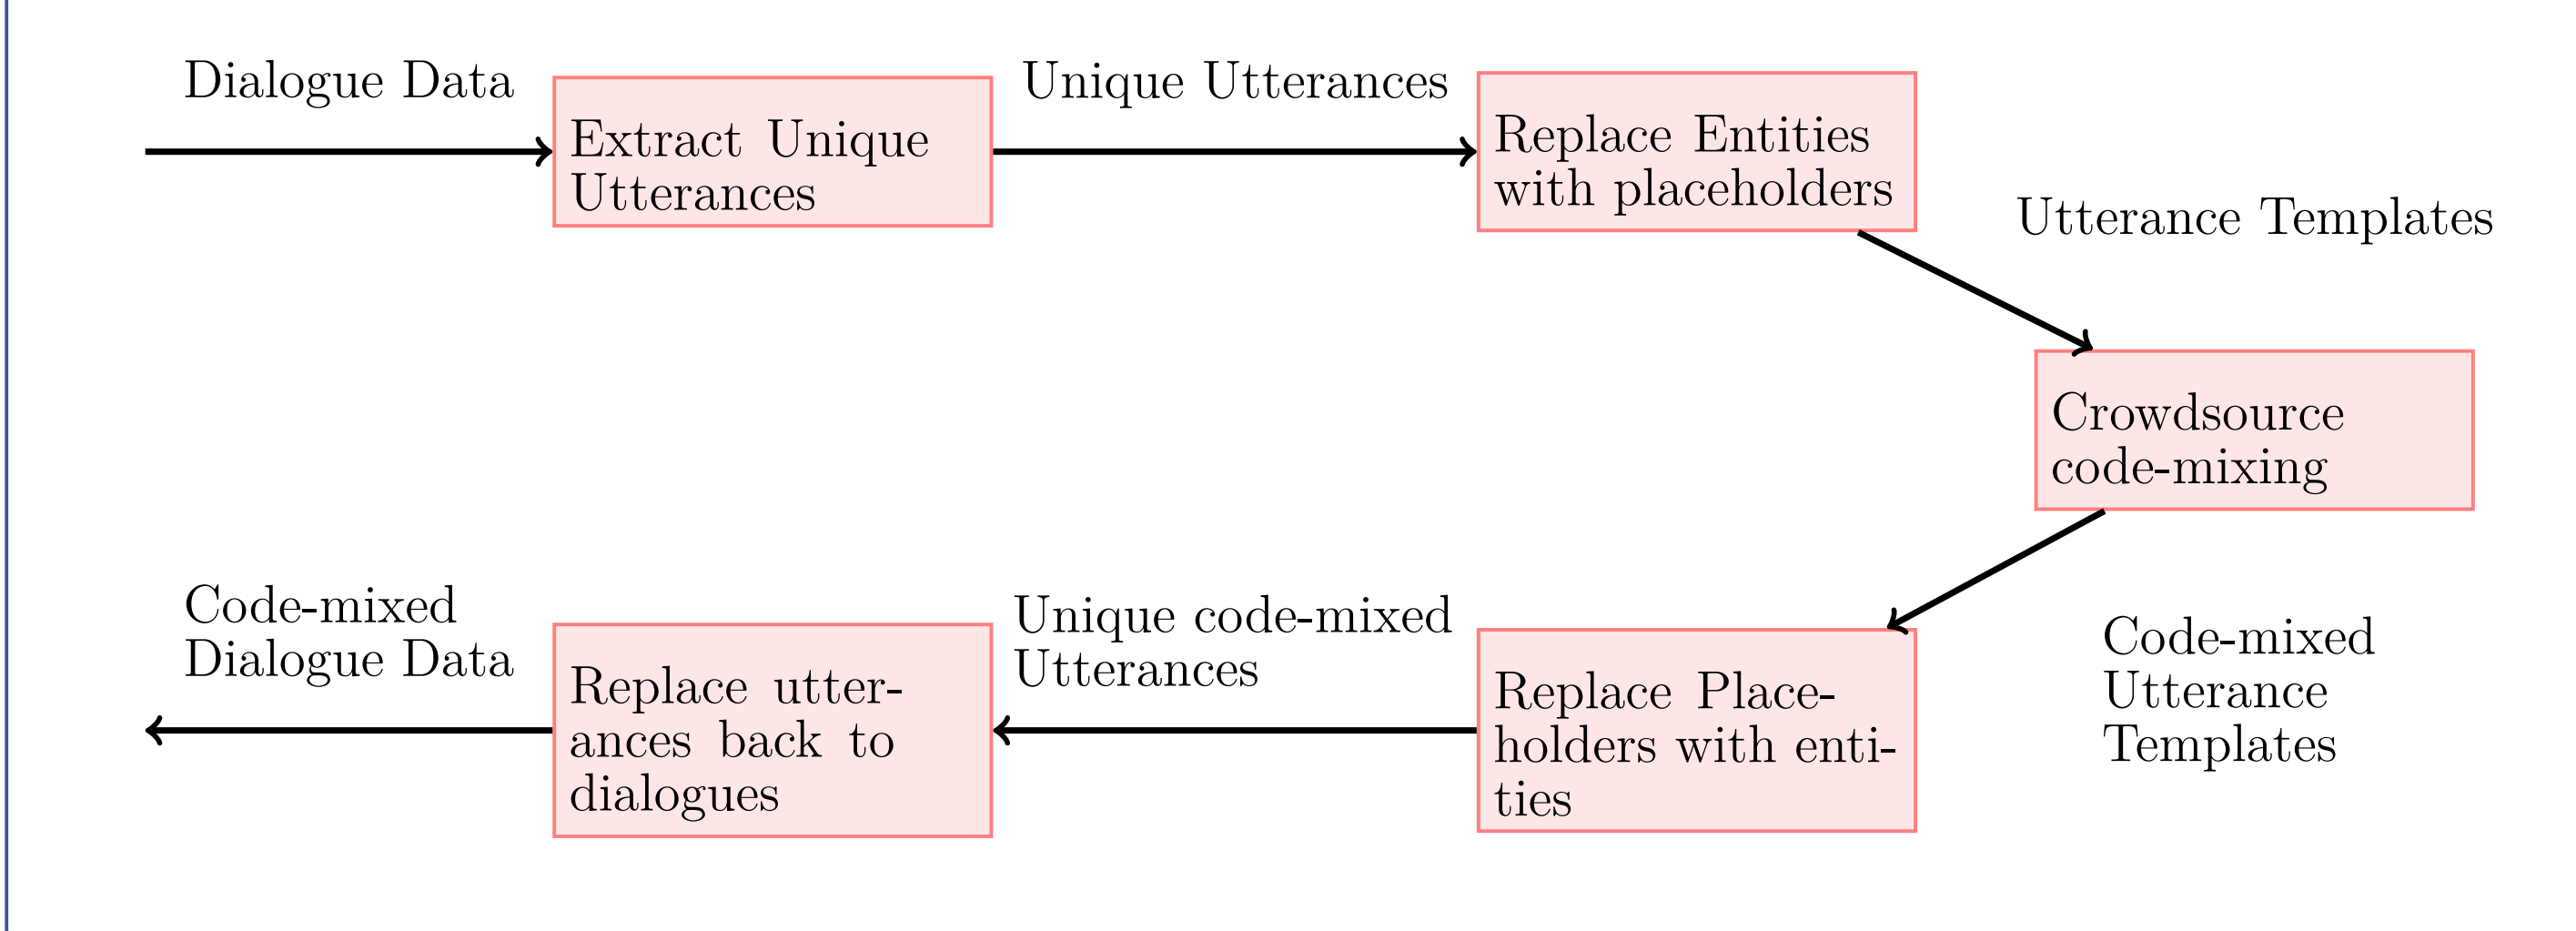 Dialogue Data
Extract Unique
Utterances
Unique Utterances
Replace Entities
with placeholders
Utterance Templates
Crowdsource
code-mixing
Code-mixed
Utterance
Templates
Replace Place-
holders with enti-
ties
Unique code-mixed
Utterances
Replace utter-
ances back to
dialogues
Code-mixed
Dialogue Data